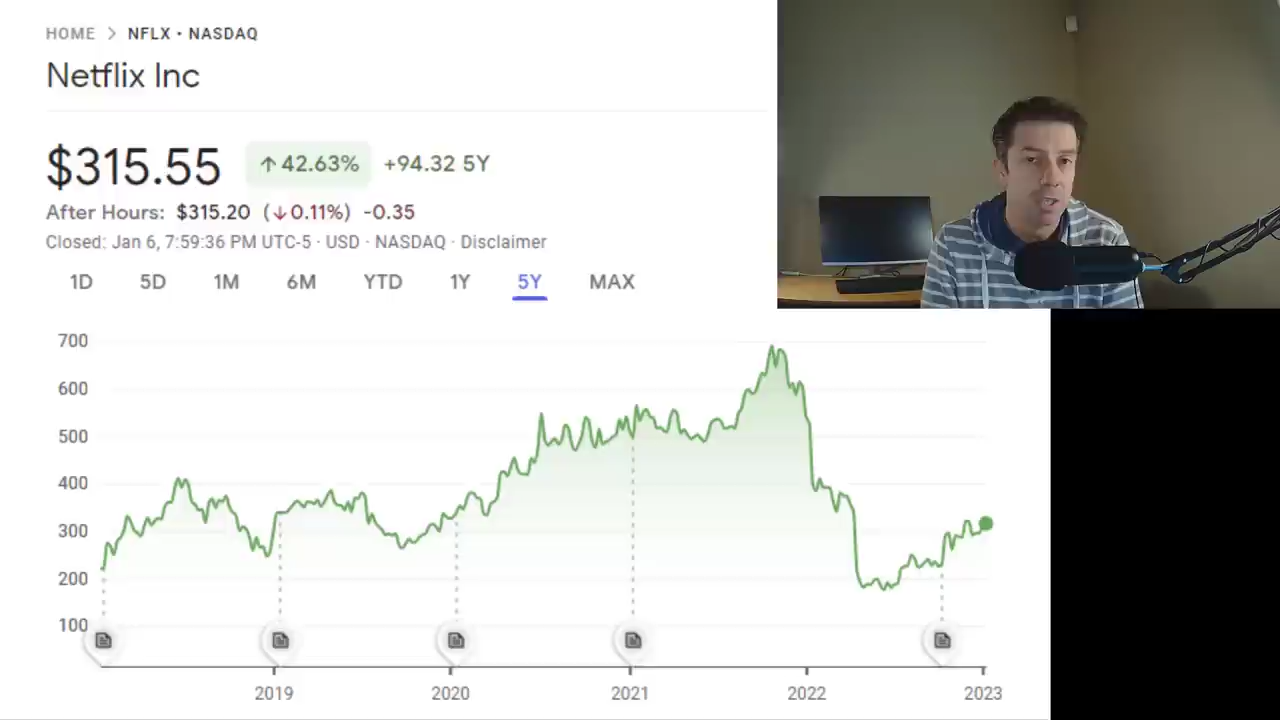 HOME > NFLX • NASDAQ
Netflix Inc
$315.55 ↑ 42.63% +94.32 5Y
After Hours: $315.20 (↓0.11%) -0.35
Closed: Jan 6, 7:59:36 PM UTC-5 · USD · NASDAQ · Disclaimer
1D 5D 1M 6M YTD 1Y 5Y MAX
700
600
500
400
300
200
100
2019 2020 2021 2022 2023